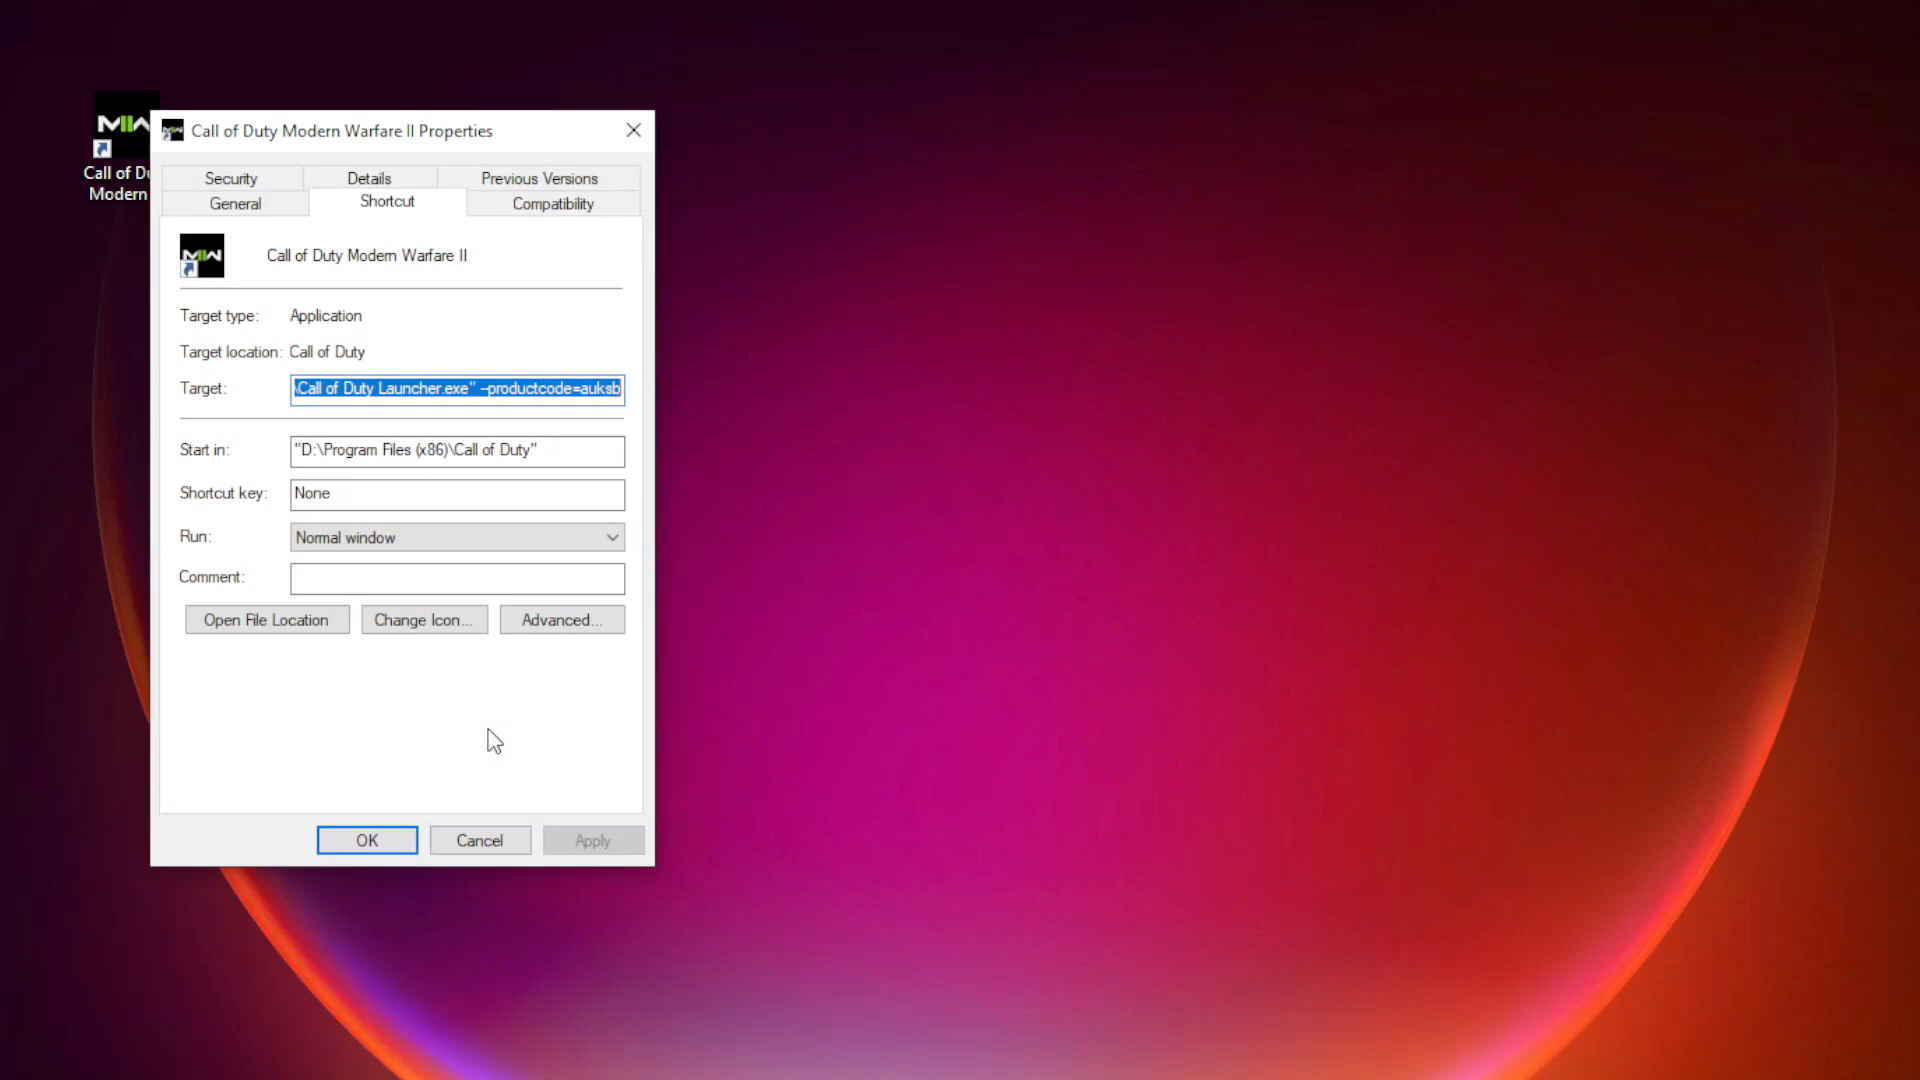 MIIW
Call of Du
Modern
Call of Duty Modern Warfare II Properties
Security Details Previous Versions
General Shortcut Compatibility
MIIW
Call of Duty Modern Warfare II
Target type: Application
Target location: Call of Duty
Target: \Call of Duty Launcher.exe" --productcode=auksb
Start in: "D:\Program Files (x86)\Call of Duty"
Shortcut key: None
Run: Normal window
Comment:
Open File Location Change Icon... Advanced...
OK Cancel Apply